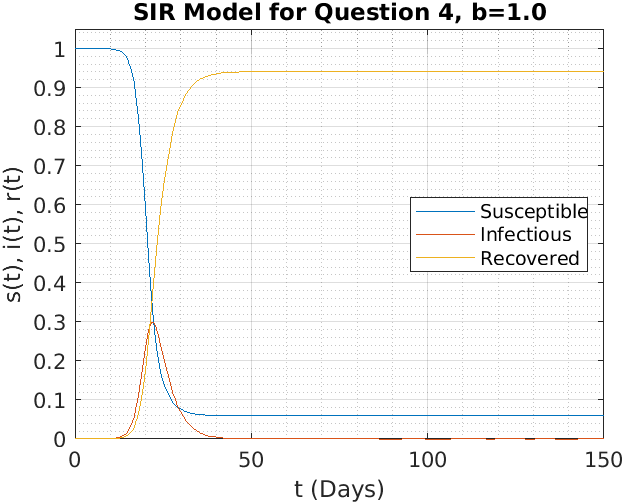 SIR Model for Question 4, b=1.0
s(t), i(t), r(t)
1
0.9
0.8
0.7
0.6
0.5
0.4
0.3
0.2
0.1
0
Susceptible
Infectious
Recovered
0 50 100 150
t (Days)